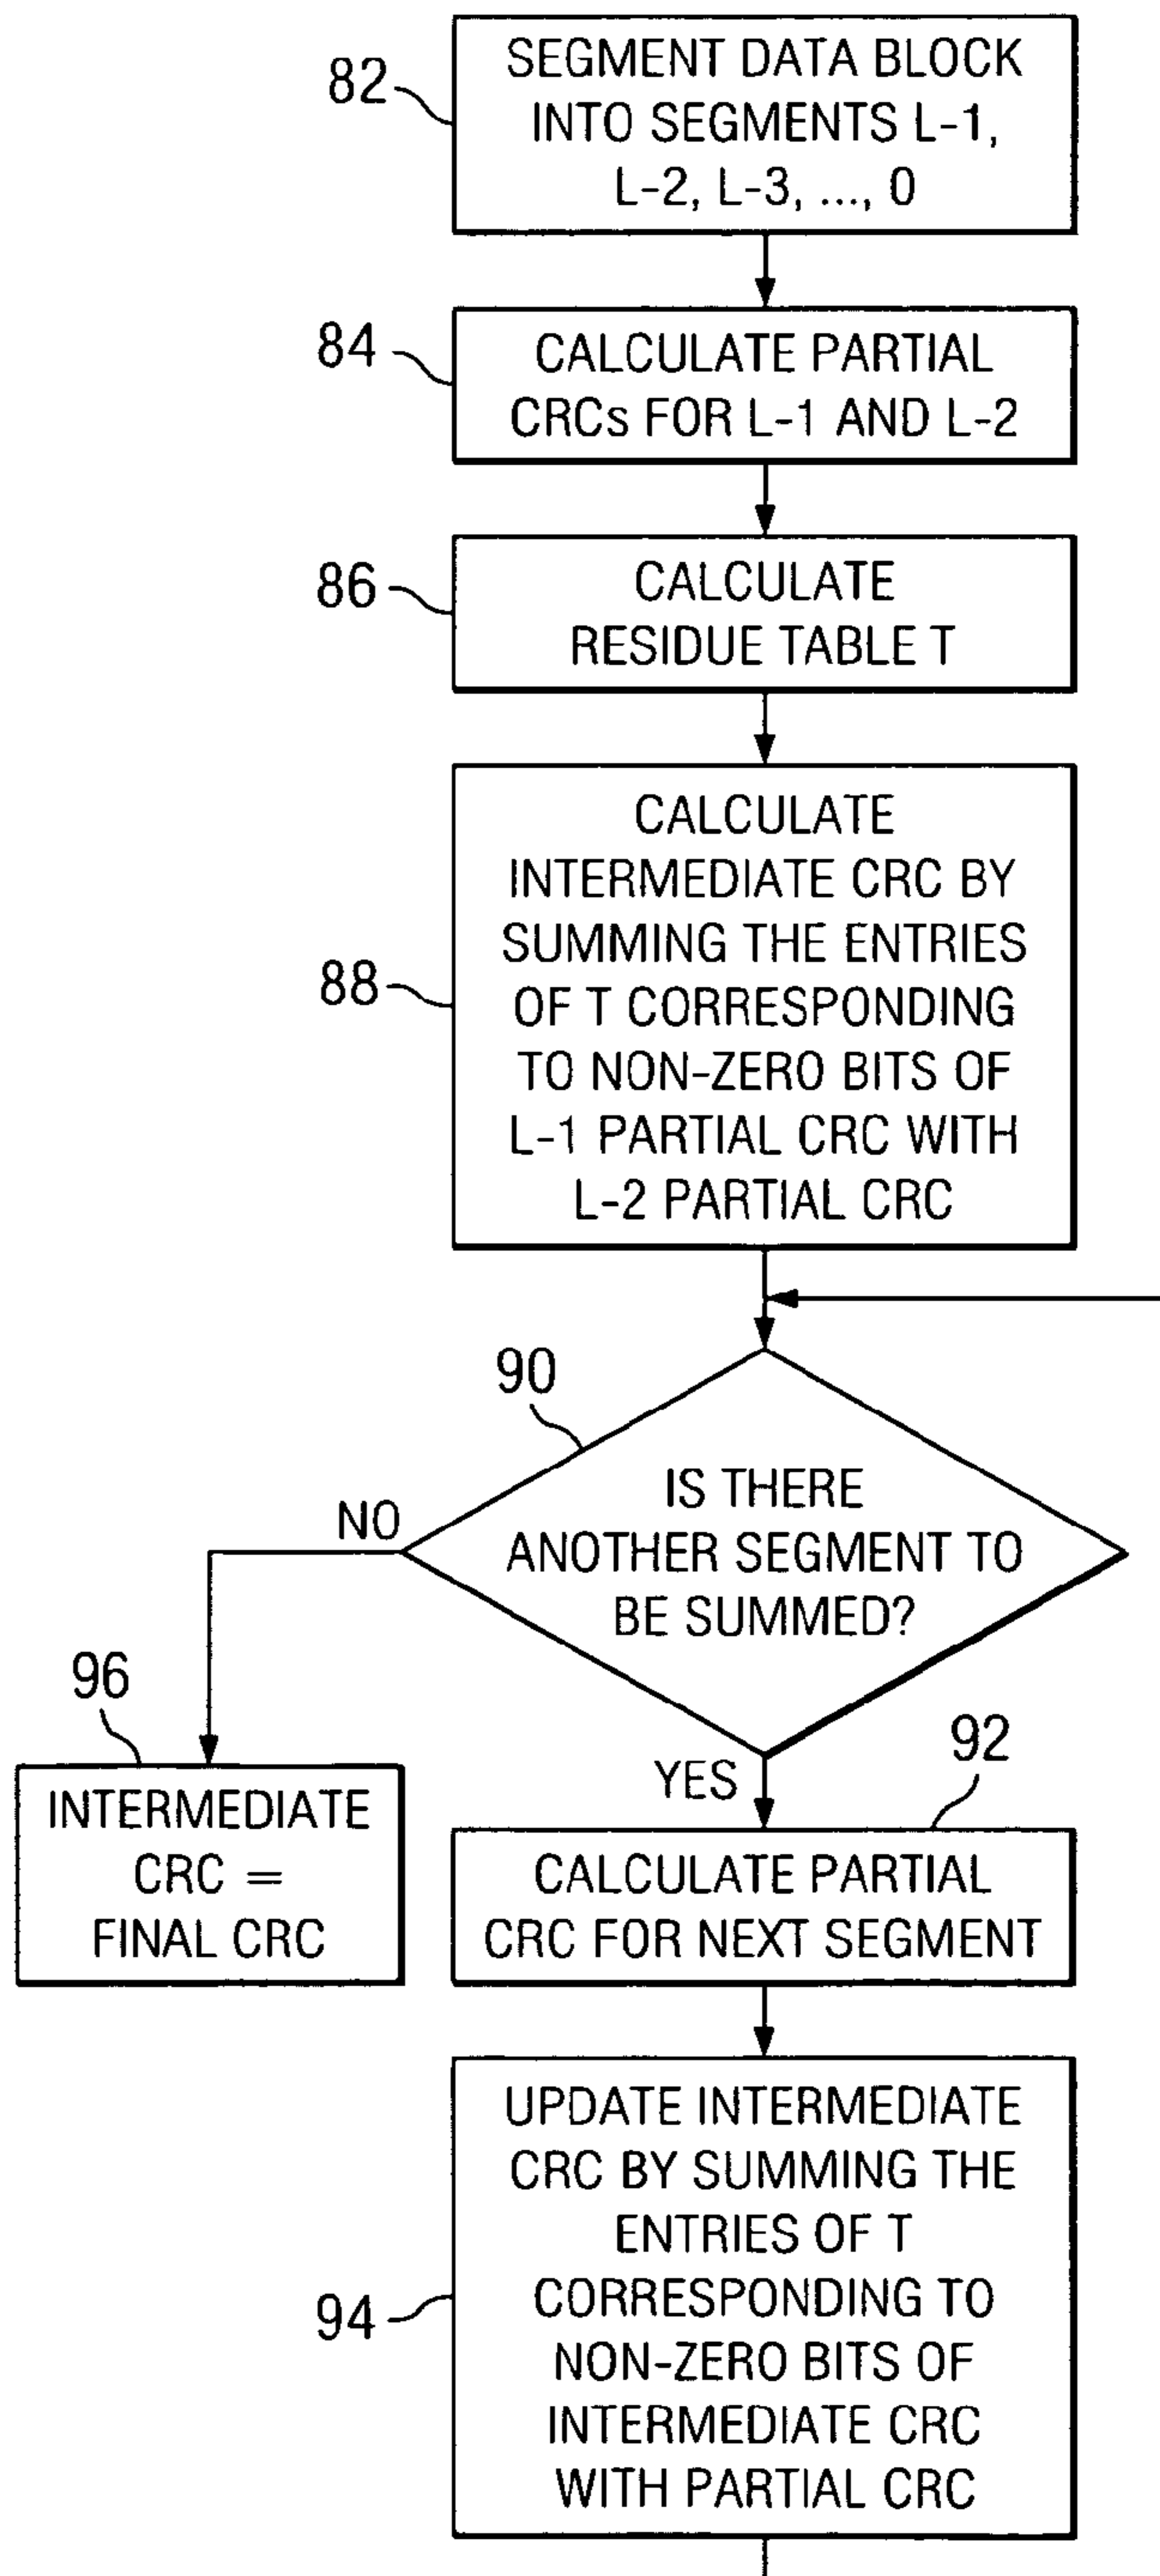 82
SEGMENT DATA BLOCK
INTO SEGMENTS L-1,
L-2, L-3, ..., 0
84
CALCULATE PARTIAL
CRCs FOR L-1 AND L-2
86
CALCULATE
RESIDUE TABLE T
88
CALCULATE
INTERMEDIATE CRC BY
SUMMING THE ENTRIES
OF T CORRESPONDING
TO NON-ZERO BITS OF
L-1 PARTIAL CRC WITH
L-2 PARTIAL CRC
90
IS THERE
ANOTHER SEGMENT TO
BE SUMMED?
NO
96
INTERMEDIATE
CRC =
FINAL CRC
YES
92
CALCULATE PARTIAL
CRC FOR NEXT SEGMENT
94
UPDATE INTERMEDIATE
CRC BY SUMMING THE
ENTRIES OF T
CORRESPONDING TO
NON-ZERO BITS OF
INTERMEDIATE CRC
WITH PARTIAL CRC